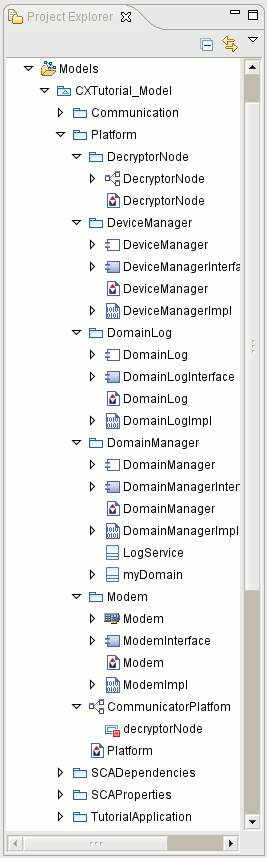 Project Explorer
Models
CXTutorial_Model
Communication
Platform
DecryptorNode
DecryptorNode
DecryptorNode
DeviceManager
DeviceManager
DeviceManagerInterfa
DeviceManager
DeviceManagerImpl
DomainLog
DomainLog
DomainLogInterface
DomainLog
DomainLogImpl
DomainManager
DomainManager
DomainManagerInter
DomainManager
DomainManagerImpl
LogService
myDomain
Modem
Modem
ModemInterface
Modem
ModemImpl
CommunicatorPlatfom
decryptorNode
Platform
SCADependencies
SCAProperties
TutorialApplication